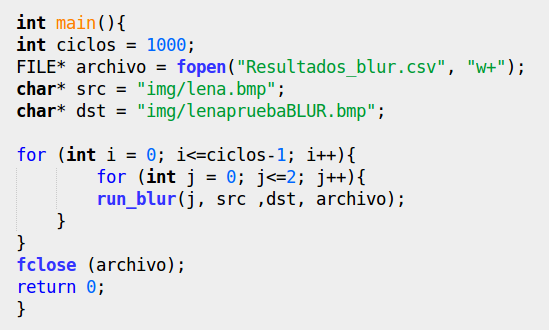 int main(){
int ciclos = 1000;
FILE* archivo = fopen("Resultados_blur.csv", "w+");
char* src = "img/lena.bmp";
char* dst = "img/lenapruebaBLUR.bmp";
for (int i = 0; i<=ciclos-1; i++){
for (int j = 0; j<=2; j++){
run_blur(j, src ,dst, archivo);
}
}
fclose (archivo);
return 0;
}